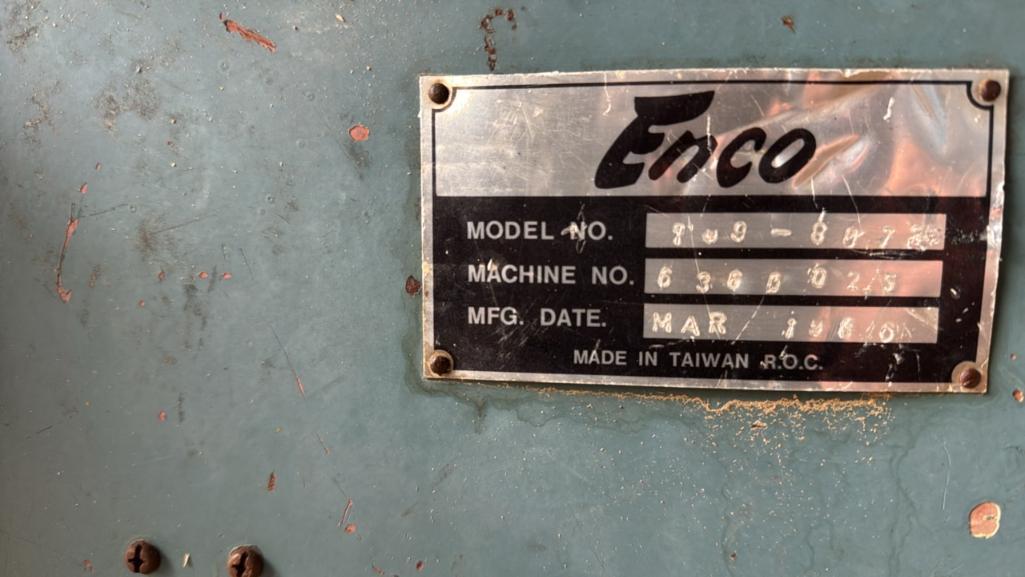 Enco
MODEL NO.
MACHINE NO.
MFG. DATE. MAR
MADE IN TAIWAN R.O.C.